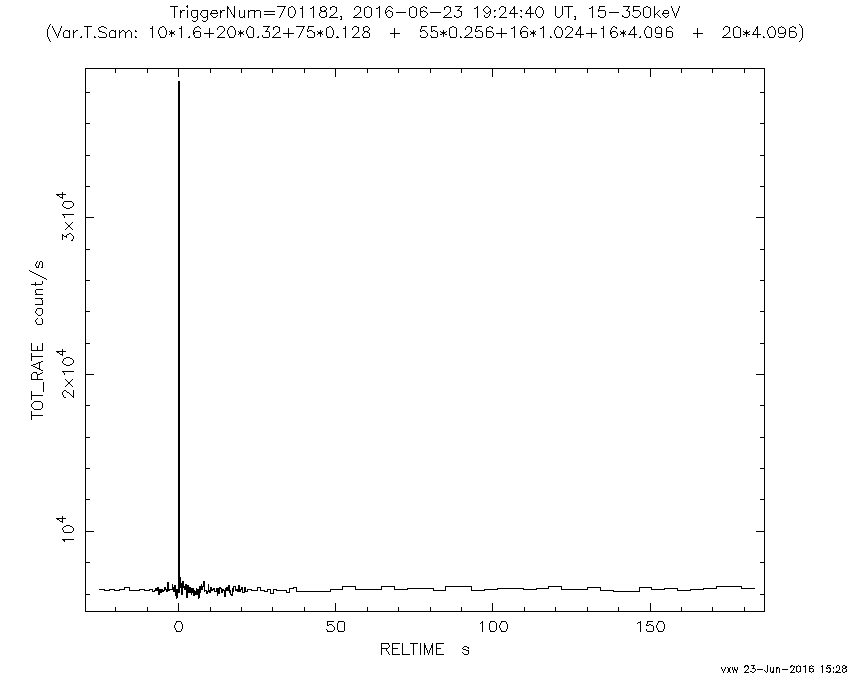 TriggerNum=701182, 2016-06-23 19:24:40 UT, 15-350keV
(Var.T.Sam: 10*1.6+20*0.32+75*0.128 + 55*0.256+16*1.024+16*4.096 + 20*4.096)
TOT_RATE count/s
3×10⁴
2×10⁴
10⁴
0 50 100 150
RELTIME s
vxw 23-Jun-2016 15:28